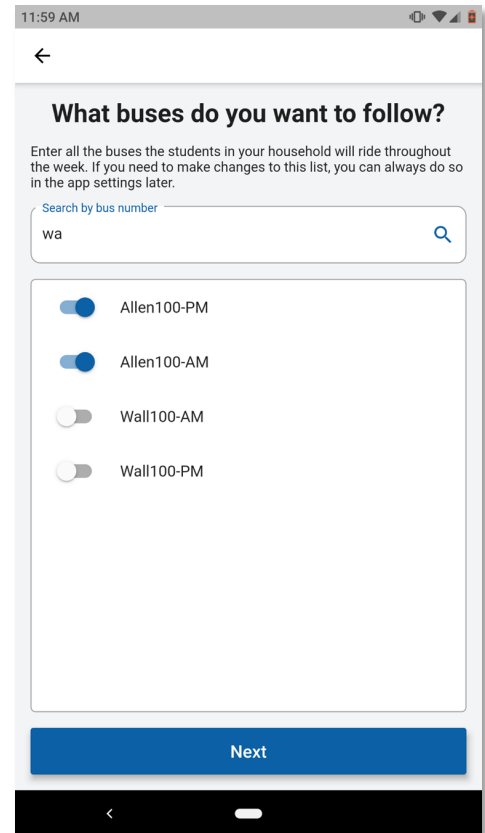 11:59 AM
What buses do you want to follow?
Enter all the buses the students in your household will ride throughout
the week. If you need to make changes to this list, you can always do so
in the app settings later.
Search by bus number
wa
Allen100-PM
Allen100-AM
Wall100-AM
Wall100-PM
Next